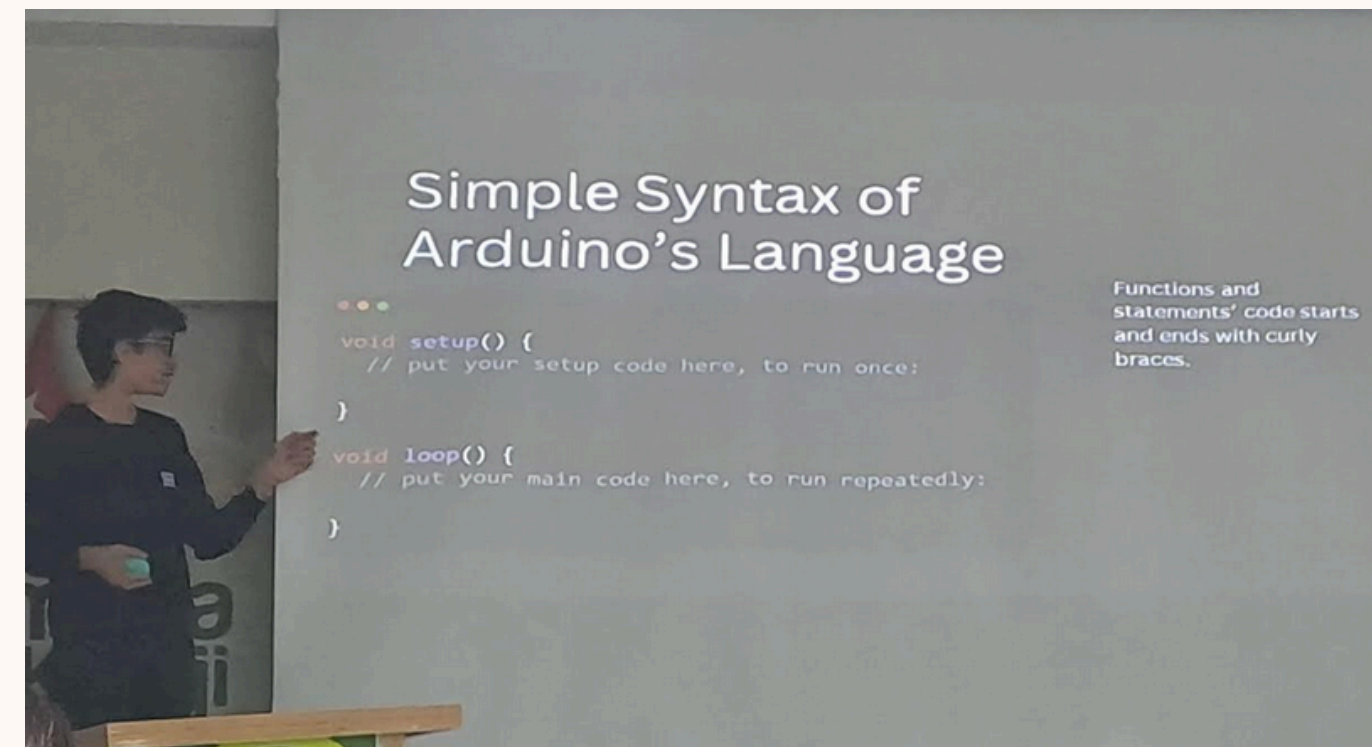 Simple Syntax of
Arduino’s Language
Functions and
statements’ code starts
and ends with curly
braces.
void setup() {
// put your setup code here, to run once:
}
void loop() {
// put your main code here, to run repeatedly:
}